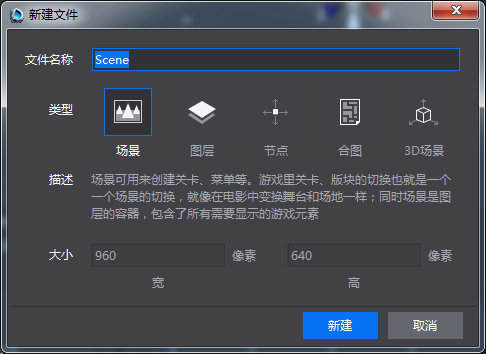 新建文件
文件名称 Scene
类型
场景 图层 节点 合图 3D场景
描述 场景可用来创建关卡、菜单等。游戏里关卡、版块的切换也就是一个
一个场景的切换，就像在电影中变换舞台和场地一样；同时场景是图
层的容器，包含了所有需要显示的游戏元素
大小 960 像素 640 像素
宽 高
新建 取消